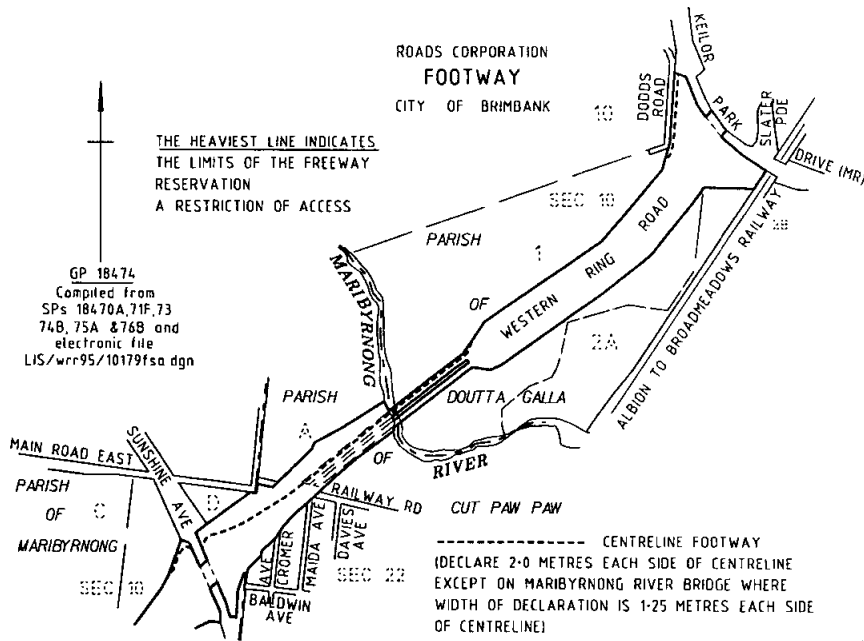 ROADS CORPORATION
FOOTWAY
CITY OF BRIMBANK
THE HEAVIEST LINE INDICATES
THE LIMITS OF THE FREEWAY
RESERVATION
A RESTRICTION OF ACCESS
GP 18474
Compiled from
SPs 18470A,71F,73
74B, 75A &76B and
electronic file
LIS/wrr95/10179fsa dgn
KEILOR
PARK
DRIVE (MR)
SLATER
PDE
DODDS
ROAD
10
SEC 10
1
2B
2A
PARISH
OF
DOUTTA GALLA
WESTERN RING ROAD
ALBION TO BROADMEADOWS RAILWAY
MARIBYRNONG
RIVER
PARISH
A
OF
CUT PAW PAW
MAIN ROAD EAST
SUNSHINE AVE
D
RAILWAY RD
PARISH
OF
MARIBYRNONG
C
SEC 10
AVE
CROMER
MAIDA AVE
DAVIES
AVE
SEC 22
BALDWIN
AVE
CENTRELINE FOOTWAY
(DECLARE 2·0 METRES EACH SIDE OF CENTRELINE
EXCEPT ON MARIBYRNONG RIVER BRIDGE WHERE
WIDTH OF DECLARATION IS 1·25 METRES EACH SIDE
OF CENTRELINE)